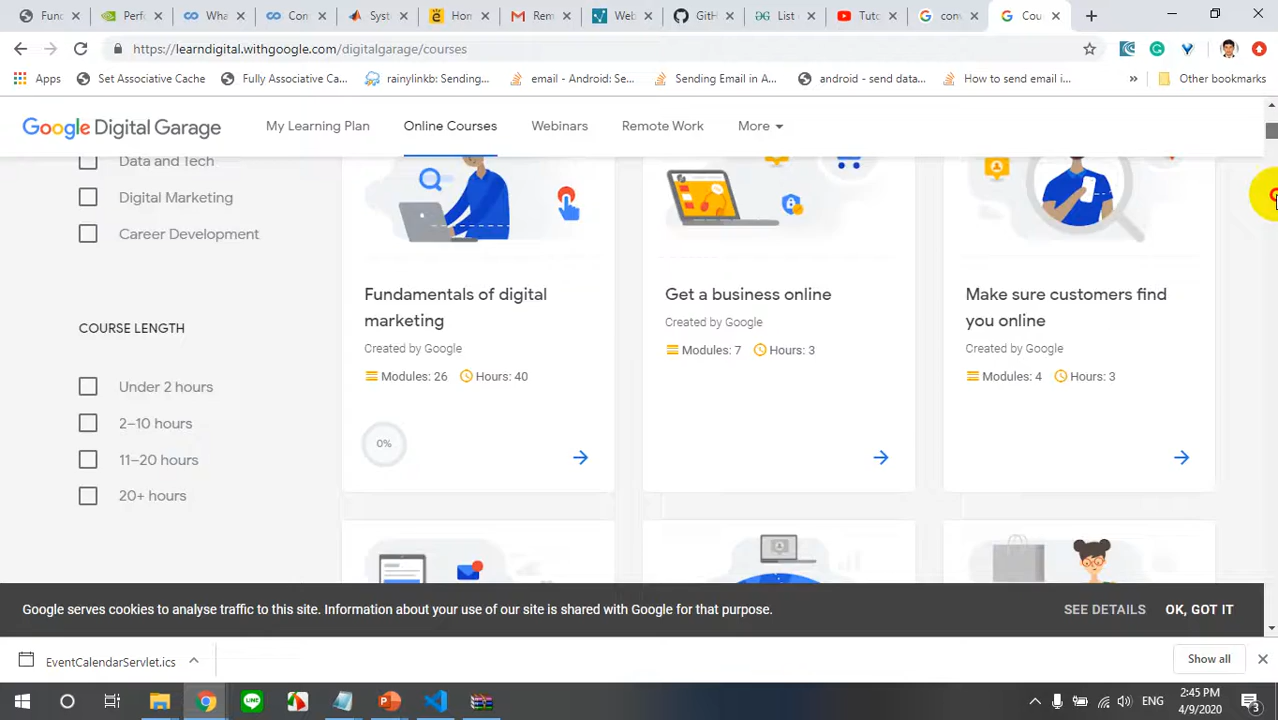 Func
Perfo
Wha
Con
Syst
Hon
Rem
Web
GitH
List
Tuto
con
Cou
https://learndigital.withgoogle.com/digitalgarage/courses
Apps
Set Associative Cache
Fully Associative Ca...
rainylinkb: Sending...
email - Android: Se...
Sending Email in A...
android - send data...
How to send email i...
»
Other bookmarks
Google Digital Garage
My Learning Plan
Online Courses
Webinars
Remote Work
More
Data and Tech
Digital Marketing
Career Development
COURSE LENGTH
Under 2 hours
2–10 hours
11–20 hours
20+ hours
Fundamentals of digital
marketing
Created by Google
Modules: 26 Hours: 40
0%
Get a business online
Created by Google
Modules: 7 Hours: 3
Make sure customers find
you online
Created by Google
Modules: 4 Hours: 3
Google serves cookies to analyse traffic to this site. Information about your use of our site is shared with Google for that purpose.
SEE DETAILS
OK, GOT IT
EventCalendarServlet.ics
Show all
LINE
ENG
2:45 PM
4/9/2020
3